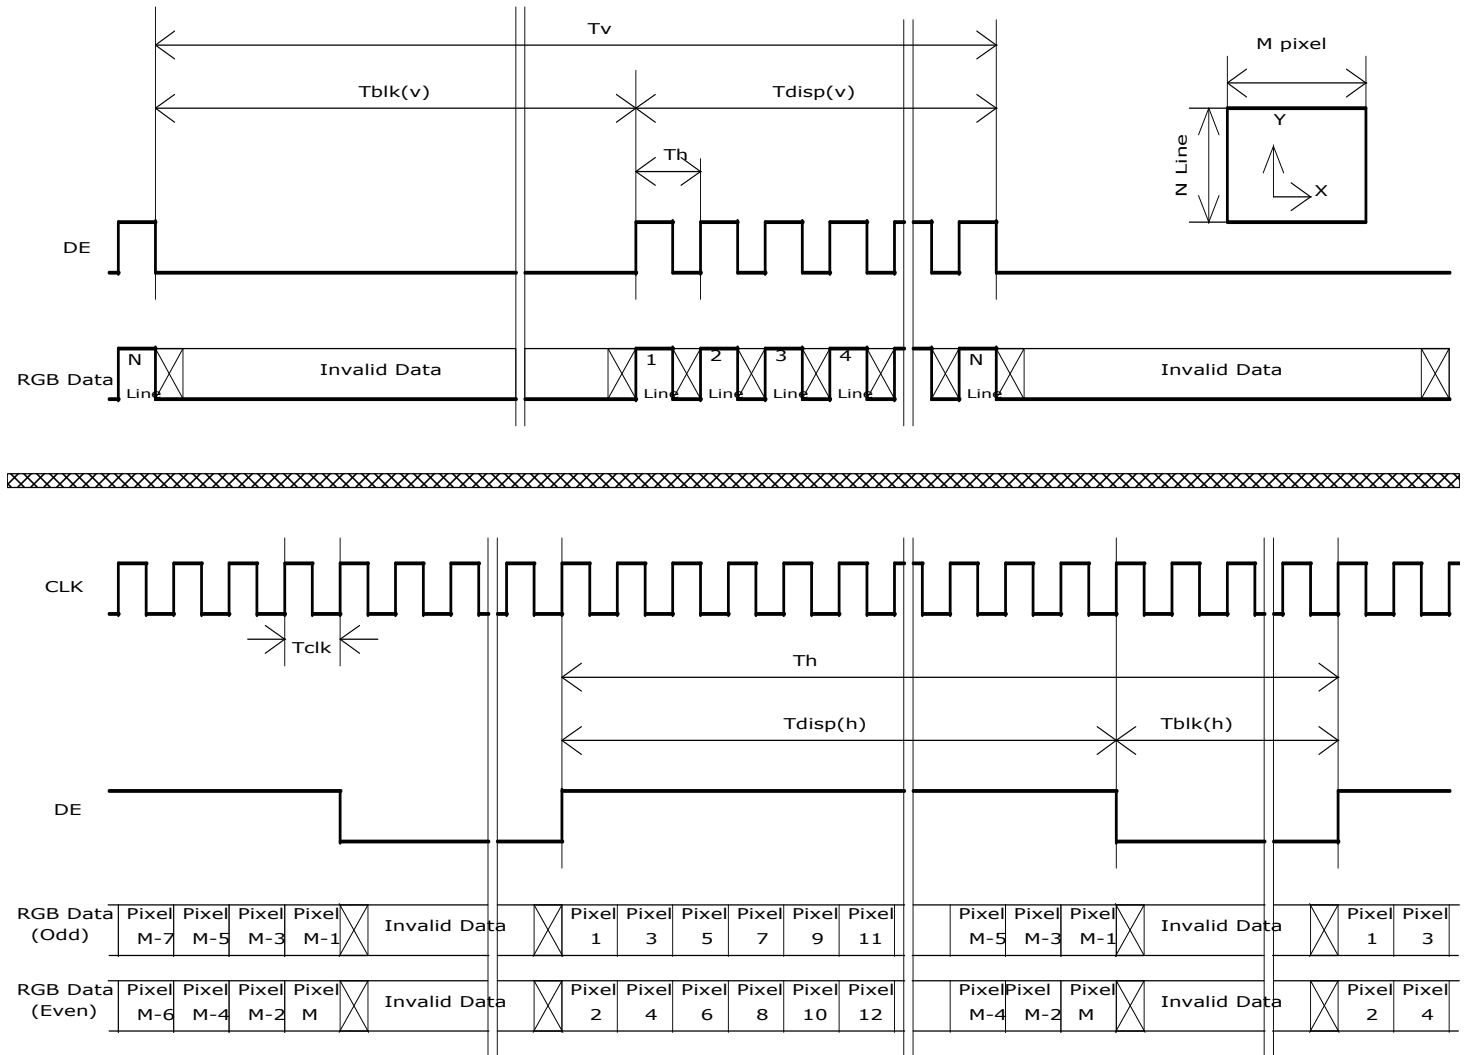 Tv
M pixel
Tblk(v)
Tdisp(v)
Th
Y
N Line
X
DE
RGB Data
N
Line
Invalid Data
1
Line
2
Line
3
Line
4
Line
N
Line
Invalid Data
CLK
Tclk
Th
Tdisp(h)
Tblk(h)
DE
RGB Data
(Odd)
Pixel Pixel Pixel Pixel
M-7 M-5 M-3 M-1
Invalid Data
Pixel Pixel Pixel Pixel Pixel Pixel
1 3 5 7 9 11
Pixel Pixel Pixel
M-5 M-3 M-1
Invalid Data
Pixel Pixel
1 3
RGB Data
(Even)
Pixel Pixel Pixel Pixel
M-6 M-4 M-2 M
Invalid Data
Pixel Pixel Pixel Pixel Pixel Pixel
2 4 6 8 10 12
Pixel Pixel Pixel
M-4 M-2 M
Invalid Data
Pixel Pixel
2 4